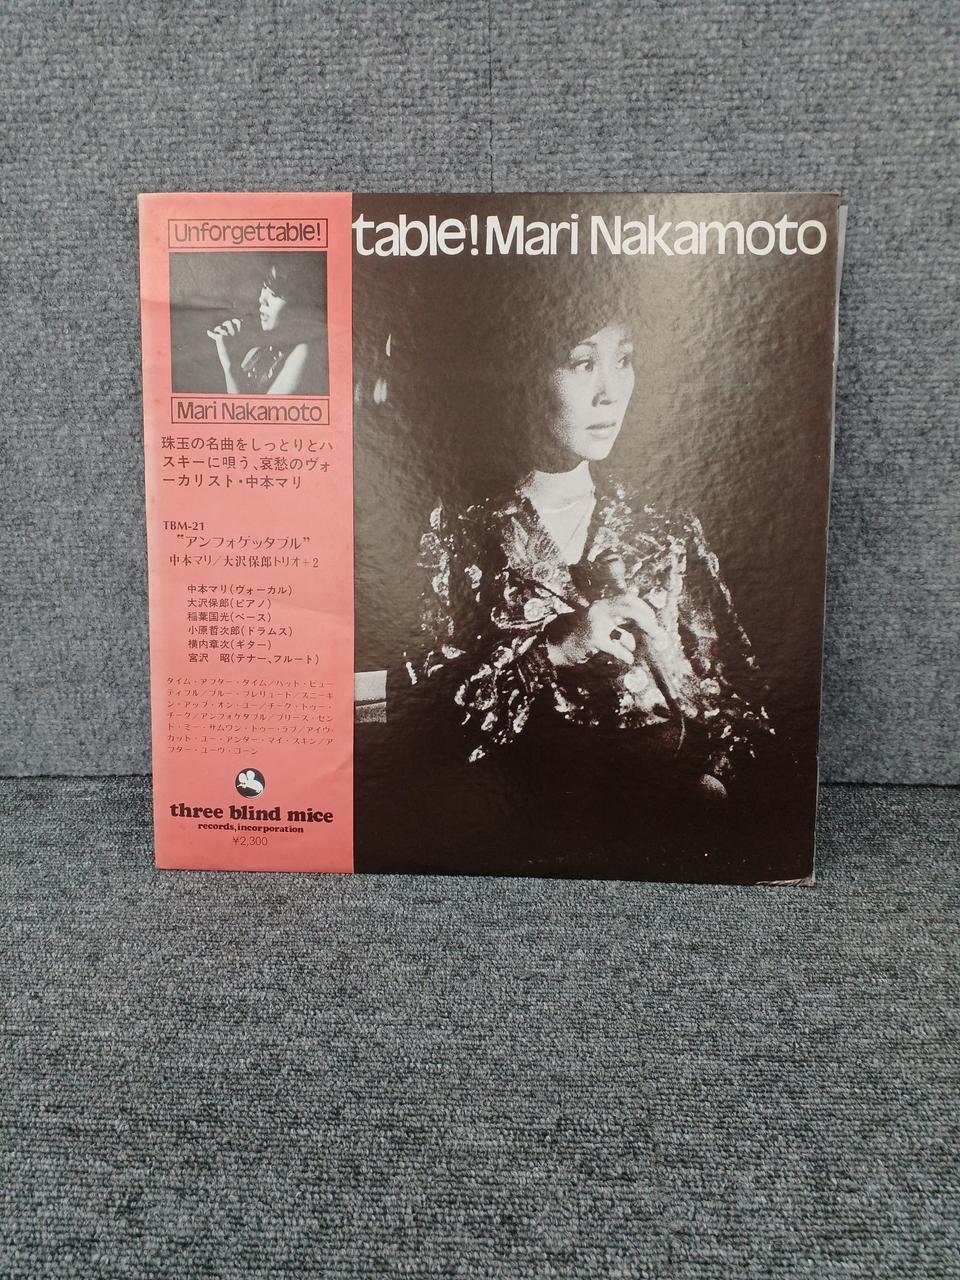 Unforgettable!
table! Mari Nakamoto
Mari Nakamoto
珠玉の名曲をしっとりとハ
スキーに唄う、哀愁のヴォ
ーカリスト・中本マリ
TBM-21
“アンフォゲッタブル”
中本マリ/大沢保郎トリオ+2
中本マリ(ヴォーカル)
大沢保郎(ピアノ)
稲葉国光(ベース)
小原哲次郎(ドラムス)
横内章次(ギター)
宮沢 昭(テナー、フルート)
タイム・アフター・タイム/バット・ビュー
ティフル/ブルー・プレリュード/スニーキ
ン・アップ・オン・ユー/チーク・トゥー・
チーク/アンフォゲタブル/プリーズ・セン
ド・ミー・サムワン・トゥー・ラブ/アイヴ・
ガット・ユー・アンダー・マイ・スキン/ア
フター・ユーヴ・ゴーン
three blind mice
records, incorporation
¥2,300